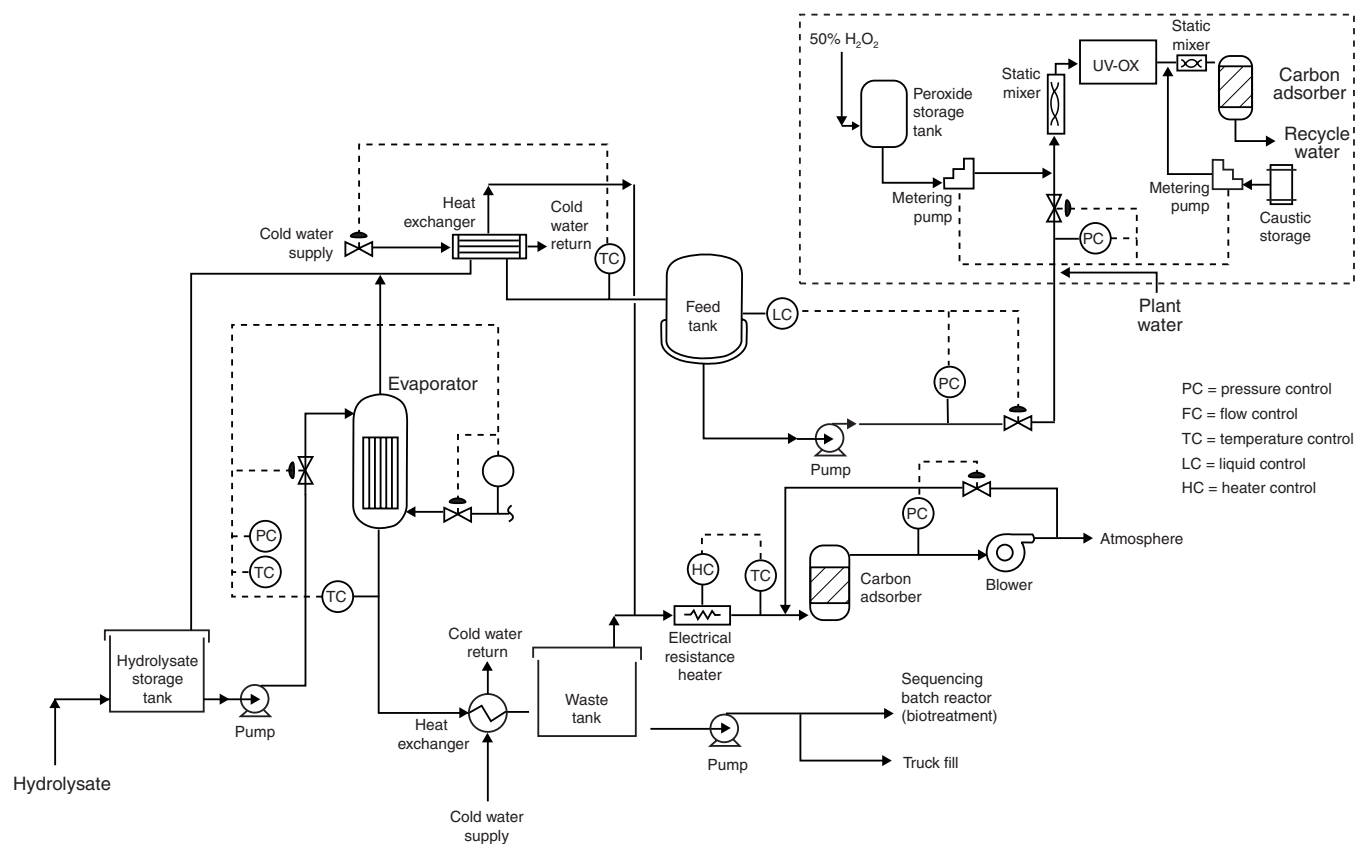 50% H₂O₂
Peroxide
storage
tank
Metering
pump
Static
mixer
UV-OX
Static
mixer
Carbon
adsorber
Recycle
water
Metering
pump
Caustic
storage
PC
Plant
water
Heat
exchanger
Cold water
supply
Cold
water
return
TC
Feed
tank
LC
PC
Pump
Evaporator
PC
TC
TC
Hydrolysate
storage
tank
Pump
Hydrolysate
Cold water
return
Heat
exchanger
Cold water
supply
Waste
tank
HC
TC
Electrical
resistance
heater
Carbon
adsorber
PC
Blower
Atmosphere
Pump
Sequencing
batch reactor
(biotreatment)
Truck fill
PC = pressure control
FC = flow control
TC = temperature control
LC = liquid control
HC = heater control